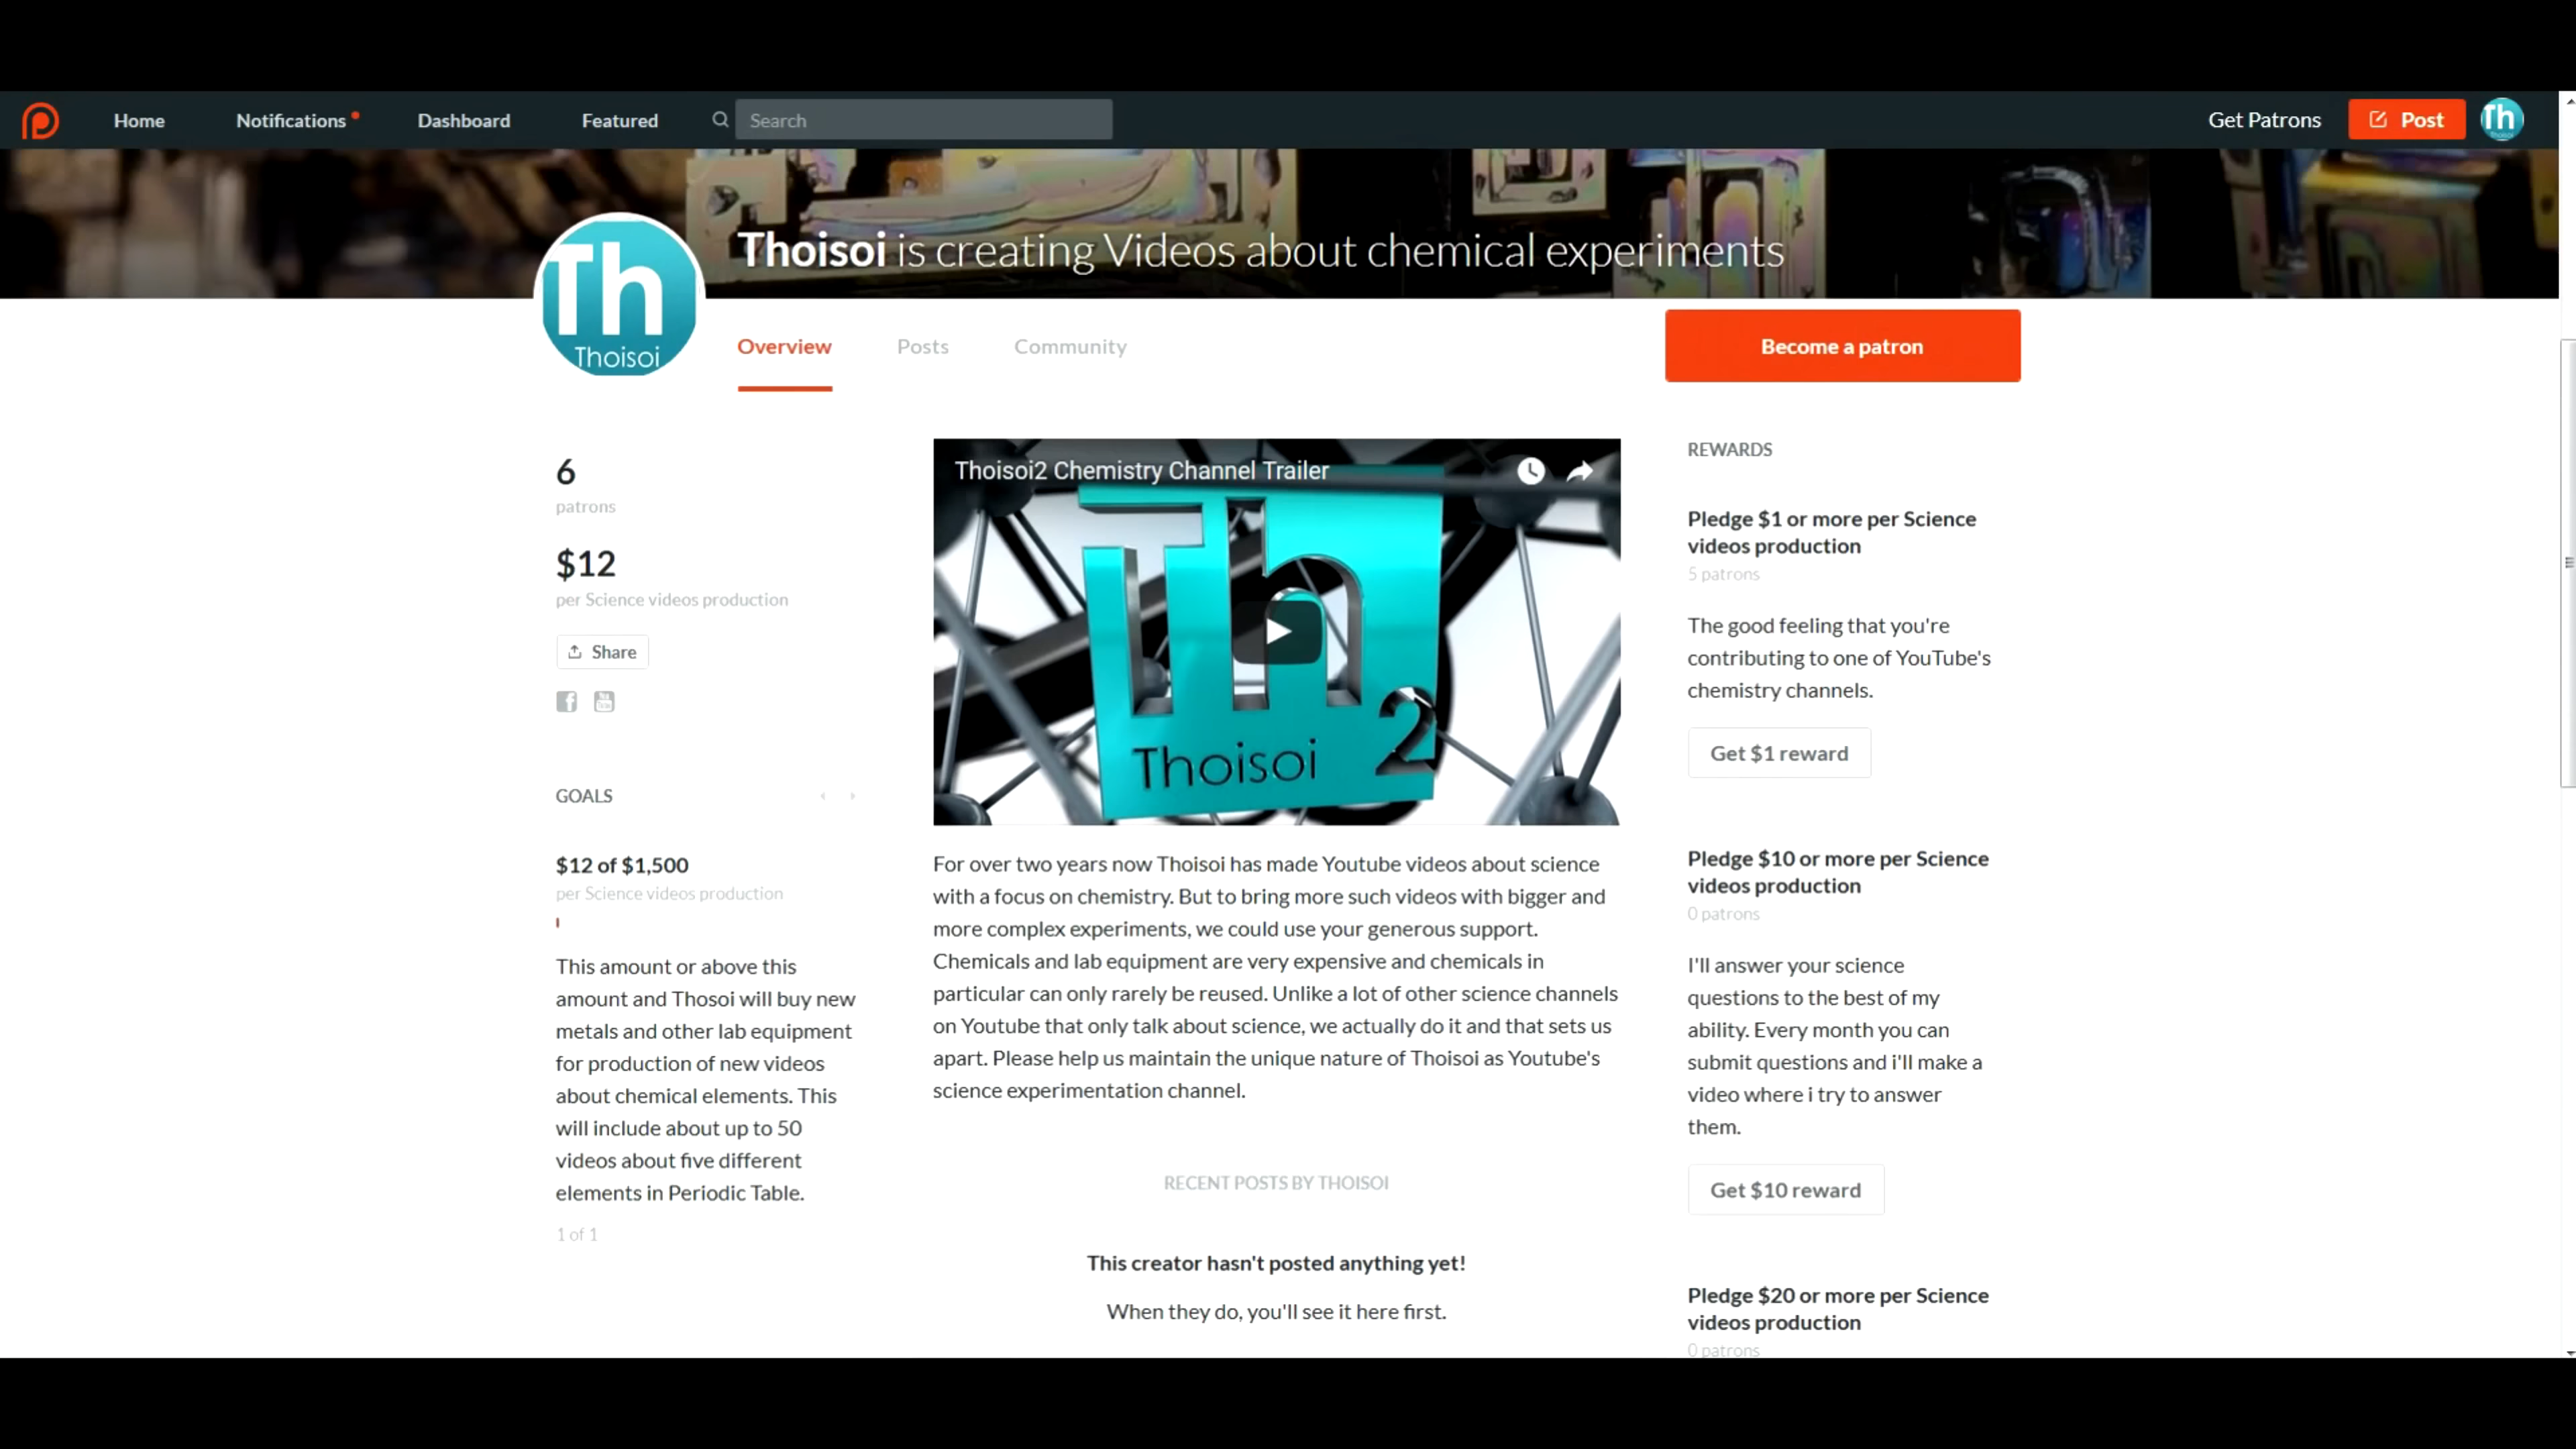 Home
Notifications
Dashboard
Featured
Search
Get Patrons
Post
Th
Thoisoi is creating Videos about chemical experiments
Th
Thoisoi
Overview
Posts
Community
Become a patron
6
patrons
$12
per Science videos production
Share
GOALS
$12 of $1,500
per Science videos production
This amount or above this
amount and Thosoi will buy new
metals and other lab equipment
for production of new videos
about chemical elements. This
will include about up to 50
videos about five different
elements in Periodic Table.
1 of 1
Thoisoi2 Chemistry Channel Trailer
Th
Thoisoi 2
For over two years now Thoisoi has made Youtube videos about science
with a focus on chemistry. But to bring more such videos with bigger and
more complex experiments, we could use your generous support.
Chemicals and lab equipment are very expensive and chemicals in
particular can only rarely be reused. Unlike a lot of other science channels
on Youtube that only talk about science, we actually do it and that sets us
apart. Please help us maintain the unique nature of Thoisoi as Youtube's
science experimentation channel.
RECENT POSTS BY THOISOI
This creator hasn't posted anything yet!
When they do, you'll see it here first.
REWARDS
Pledge $1 or more per Science
videos production
5 patrons
The good feeling that you're
contributing to one of YouTube's
chemistry channels.
Get $1 reward
Pledge $10 or more per Science
videos production
0 patrons
I'll answer your science
questions to the best of my
ability. Every month you can
submit questions and i'll make a
video where i try to answer
them.
Get $10 reward
Pledge $20 or more per Science
videos production
0 patrons